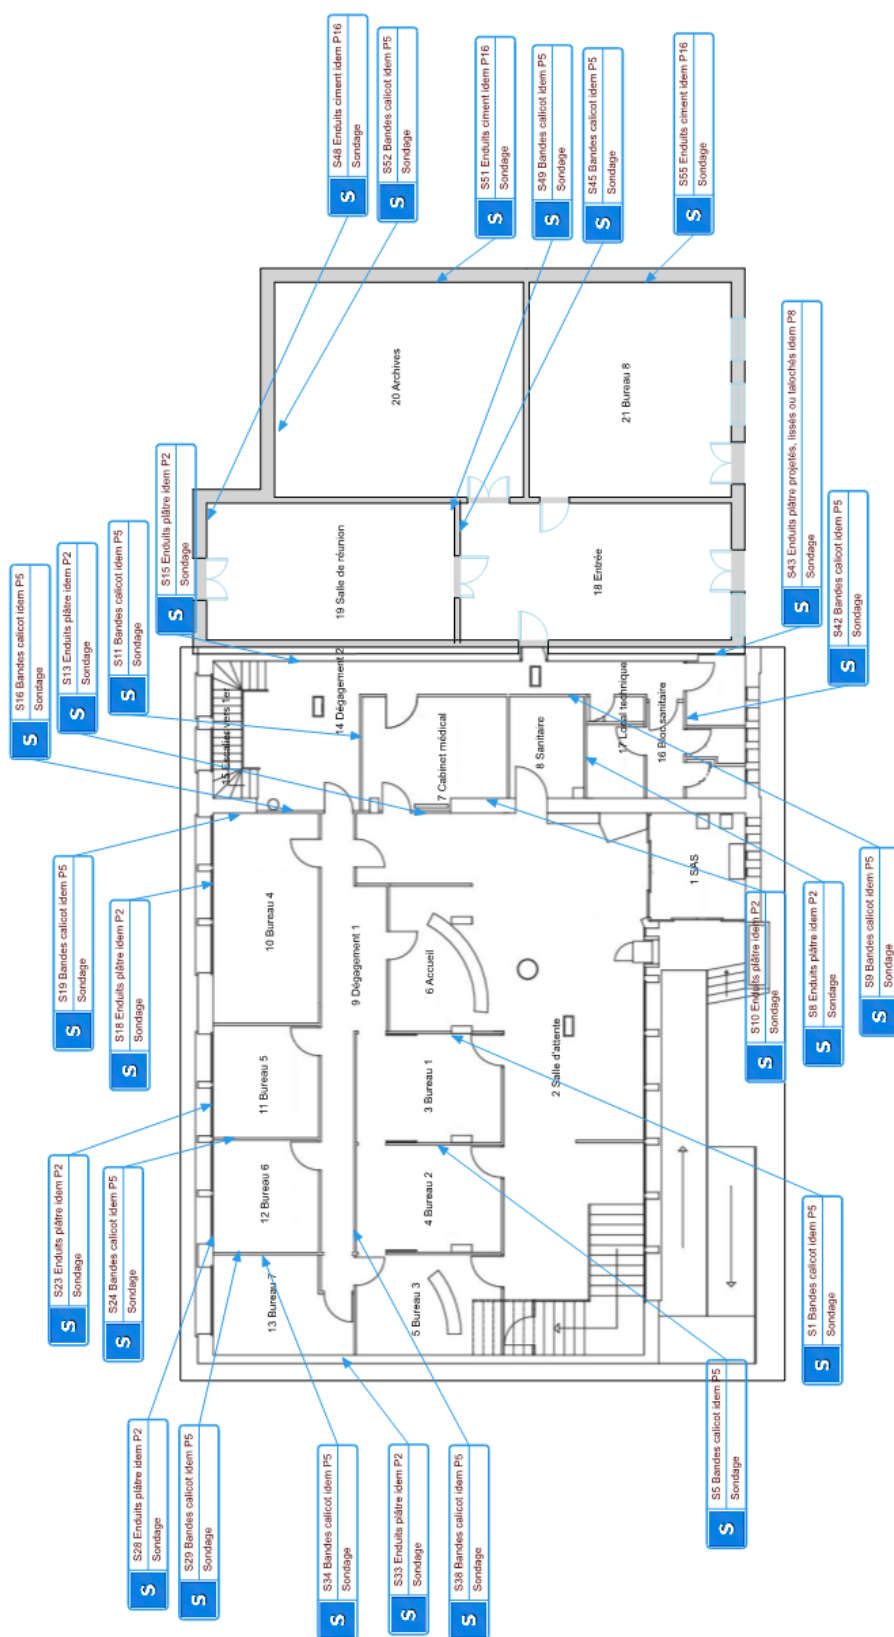 S48 Enduits ciment idem P16
Sondage
S
S52 Bandes calicot idem P5
Sondage
S
S51 Enduits ciment idem P16
Sondage
S
S49 Bandes calicot idem P5
Sondage
S
S45 Bandes calicot idem P5
Sondage
S
S55 Enduits ciment idem P16
Sondage
S
S43 Enduits plâtre projetés, lissés ou talochés idem P8
Sondage
S
S42 Bandes calicot idem P5
Sondage
S
S15 Enduits plâtre idem P2
Sondage
S
S11 Bandes calicot idem P5
Sondage
S
S13 Enduits plâtre idem P2
Sondage
S
S16 Bandes calicot idem P5
Sondage
S
20 Archives
21 Bureau 8
19 Salle de réunion
18 Entrée
14 Dégagement 2
15 Escalier vers 1er
17 Local technique
16 Bloc sanitaire
7 Cabinet médical
8 Sanitaire
1 SAS
10 Bureau 4
9 Dégagement 1
6 Accueil
2 Salle d'attente
11 Bureau 5
3 Bureau 1
12 Bureau 6
4 Bureau 2
13 Bureau 7
5 Bureau 3
S19 Bandes calicot idem P5
Sondage
S
S18 Enduits plâtre idem P2
Sondage
S
S10 Enduits plâtre idem P2
Sondage
S
S8 Enduits plâtre idem P2
Sondage
S
S9 Bandes calicot idem P5
Sondage
S
S23 Enduits plâtre idem P2
Sondage
S
S24 Bandes calicot idem P5
Sondage
S
S1 Bandes calicot idem P5
Sondage
S
S5 Bandes calicot idem P5
Sondage
S
S28 Enduits plâtre idem P2
Sondage
S
S29 Bandes calicot idem P5
Sondage
S
S34 Bandes calicot idem P5
Sondage
S
S33 Enduits plâtre idem P2
Sondage
S
S38 Bandes calicot idem P5
Sondage
S